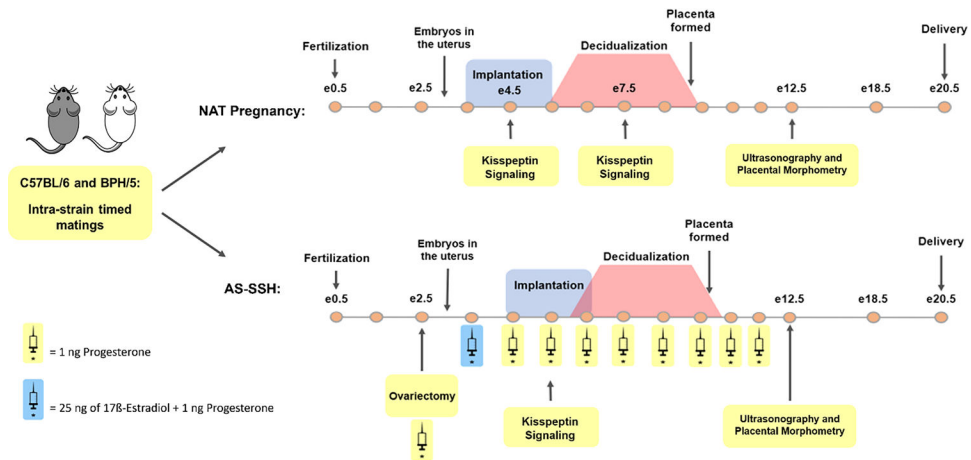 Fertilization
e0.5
Embryos in
the uterus
e2.5
Implantation
e4.5
Decidualization
e7.5
Placenta
formed
e12.5
e18.5
Delivery
e20.5
NAT Pregnancy:
Kisspeptin
Signaling
Kisspeptin
Signaling
Ultrasonography and
Placental Morphometry
C57BL/6 and BPH/5:
Intra-strain timed
matings
Fertilization
e0.5
Embryos in
the uterus
e2.5
Implantation
Decidualization
Placenta
formed
e12.5
e18.5
Delivery
e20.5
AS-SSH:
Ovariectomy
Kisspeptin
Signaling
Ultrasonography and
Placental Morphometry
* = 1 ng Progesterone
* = 25 ng of 17ß-Estradiol + 1 ng Progesterone